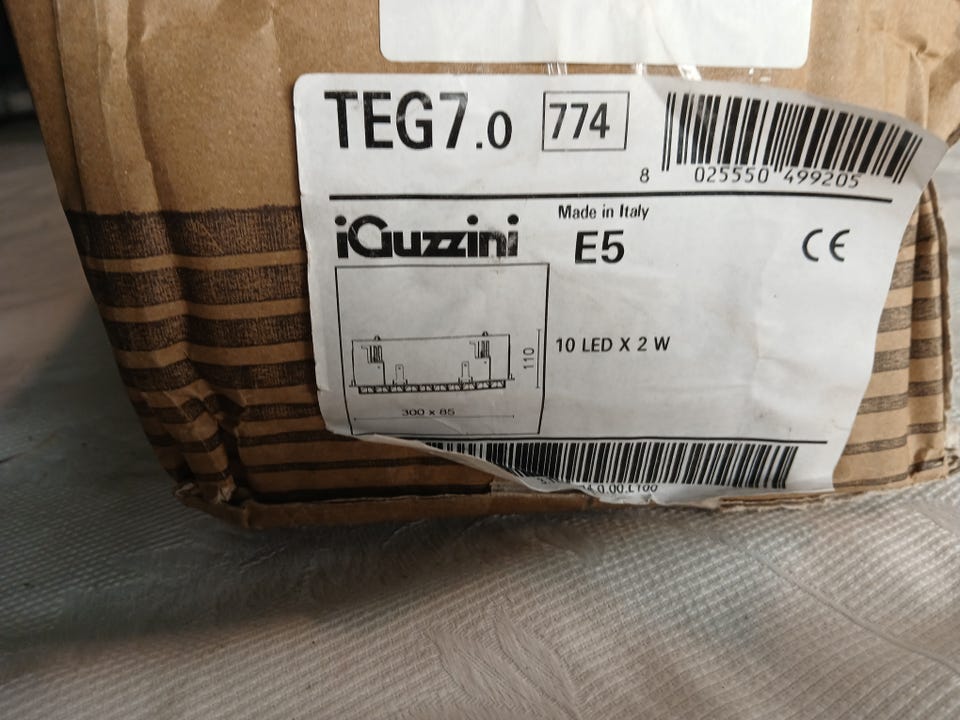 TEG7.0 774
8 025550 499205
iGuzzini
Made in Italy
E5
CE
10 LED X 2 W
110
300 x 85